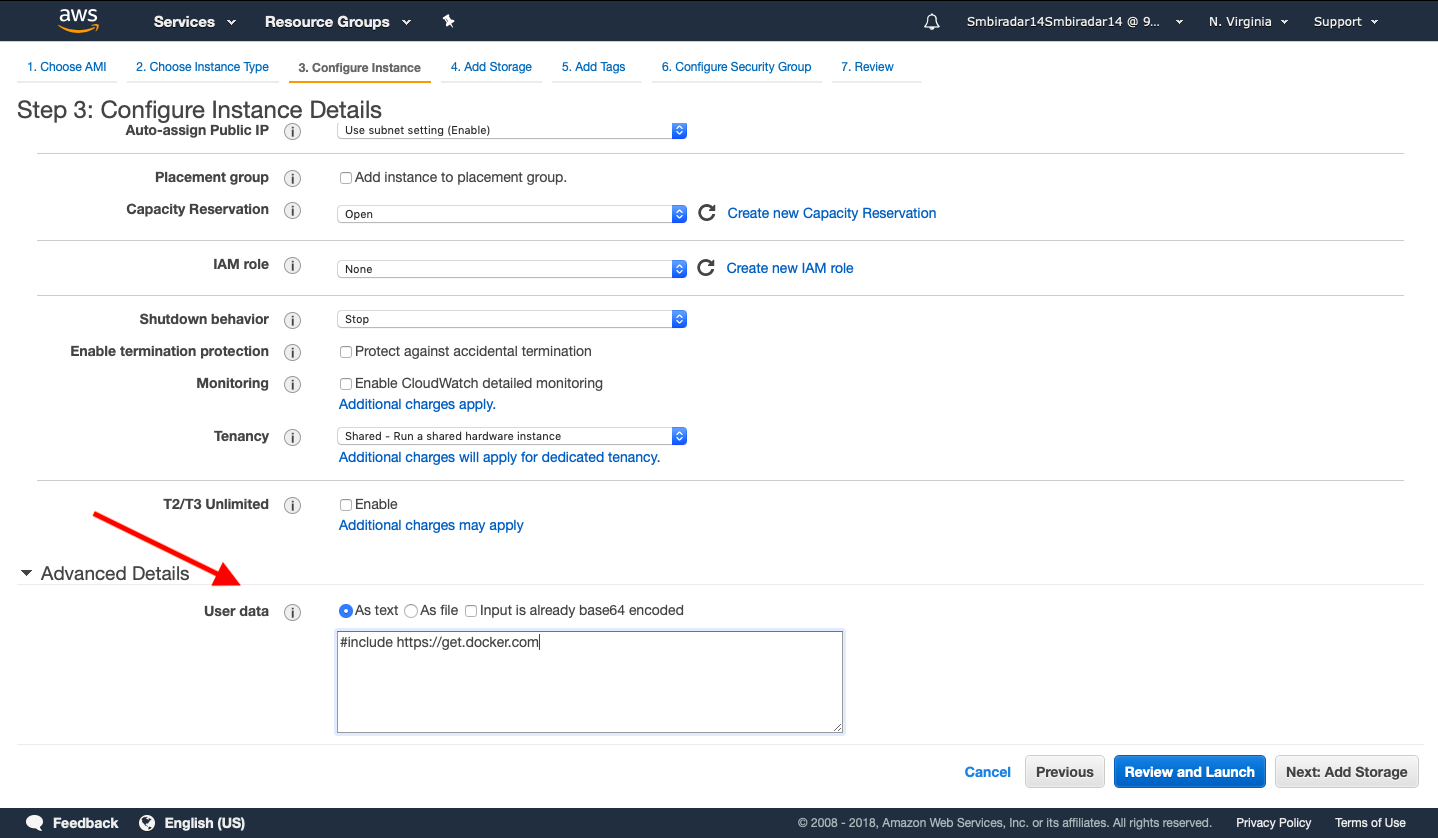 aws Services Resource Groups Smbiradar14Smbiradar14 @ 9... N. Virginia Support
1. Choose AMI 2. Choose Instance Type 3. Configure Instance 4. Add Storage 5. Add Tags 6. Configure Security Group 7. Review
Step 3: Configure Instance Details
Auto-assign Public IP i Use subnet setting (Enable)
Placement group i Add instance to placement group.
Capacity Reservation i Open Create new Capacity Reservation
IAM role i None Create new IAM role
Shutdown behavior i Stop
Enable termination protection i Protect against accidental termination
Monitoring i Enable CloudWatch detailed monitoring
Additional charges apply.
Tenancy i Shared - Run a shared hardware instance
Additional charges will apply for dedicated tenancy.
T2/T3 Unlimited i Enable
Additional charges may apply
Advanced Details
User data i As text As file Input is already base64 encoded
#include https://get.docker.com
Cancel Previous Review and Launch Next: Add Storage
Feedback English (US) © 2008 - 2018, Amazon Web Services, Inc. or its affiliates. All rights reserved. Privacy Policy Terms of Use